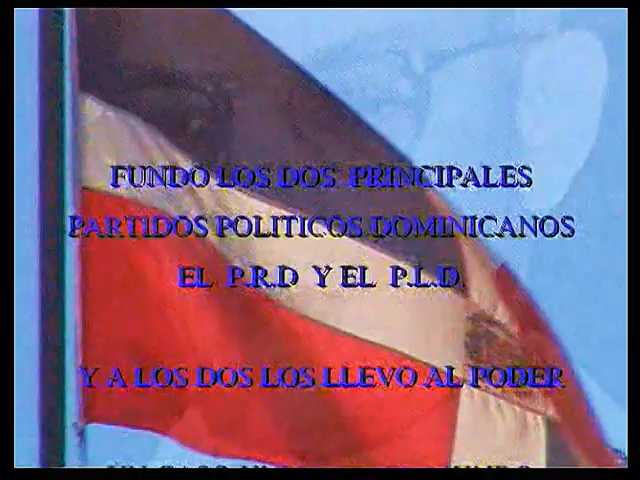 FUNDO LOS DOS PRINCIPALES
PARTIDOS POLITICOS DOMINICANOS
EL P.R.D Y EL P.L.D.
Y A LOS DOS LOS LLEVO AL PODER